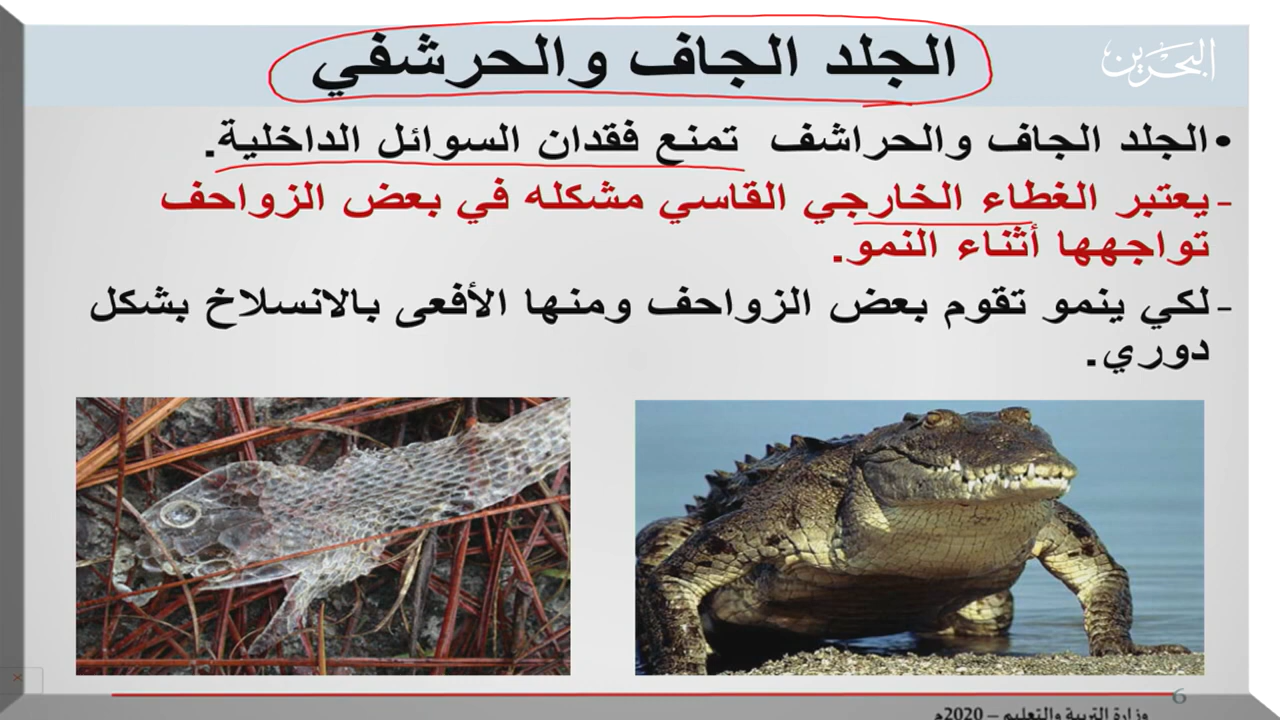 الجلد الجاف والحرشفي
البحرين
•الجلد الجاف والحراشف تمنع فقدان السوائل الداخلية.
-يعتبر الغطاء الخارجي القاسي مشكله في بعض الزواحف
تواجهها أثناء النمو.
-لكي ينمو تقوم بعض الزواحف ومنها الأفعى بالانسلاخ بشكل
دوري.
6
وزارة التربية والتعليم – 2020م